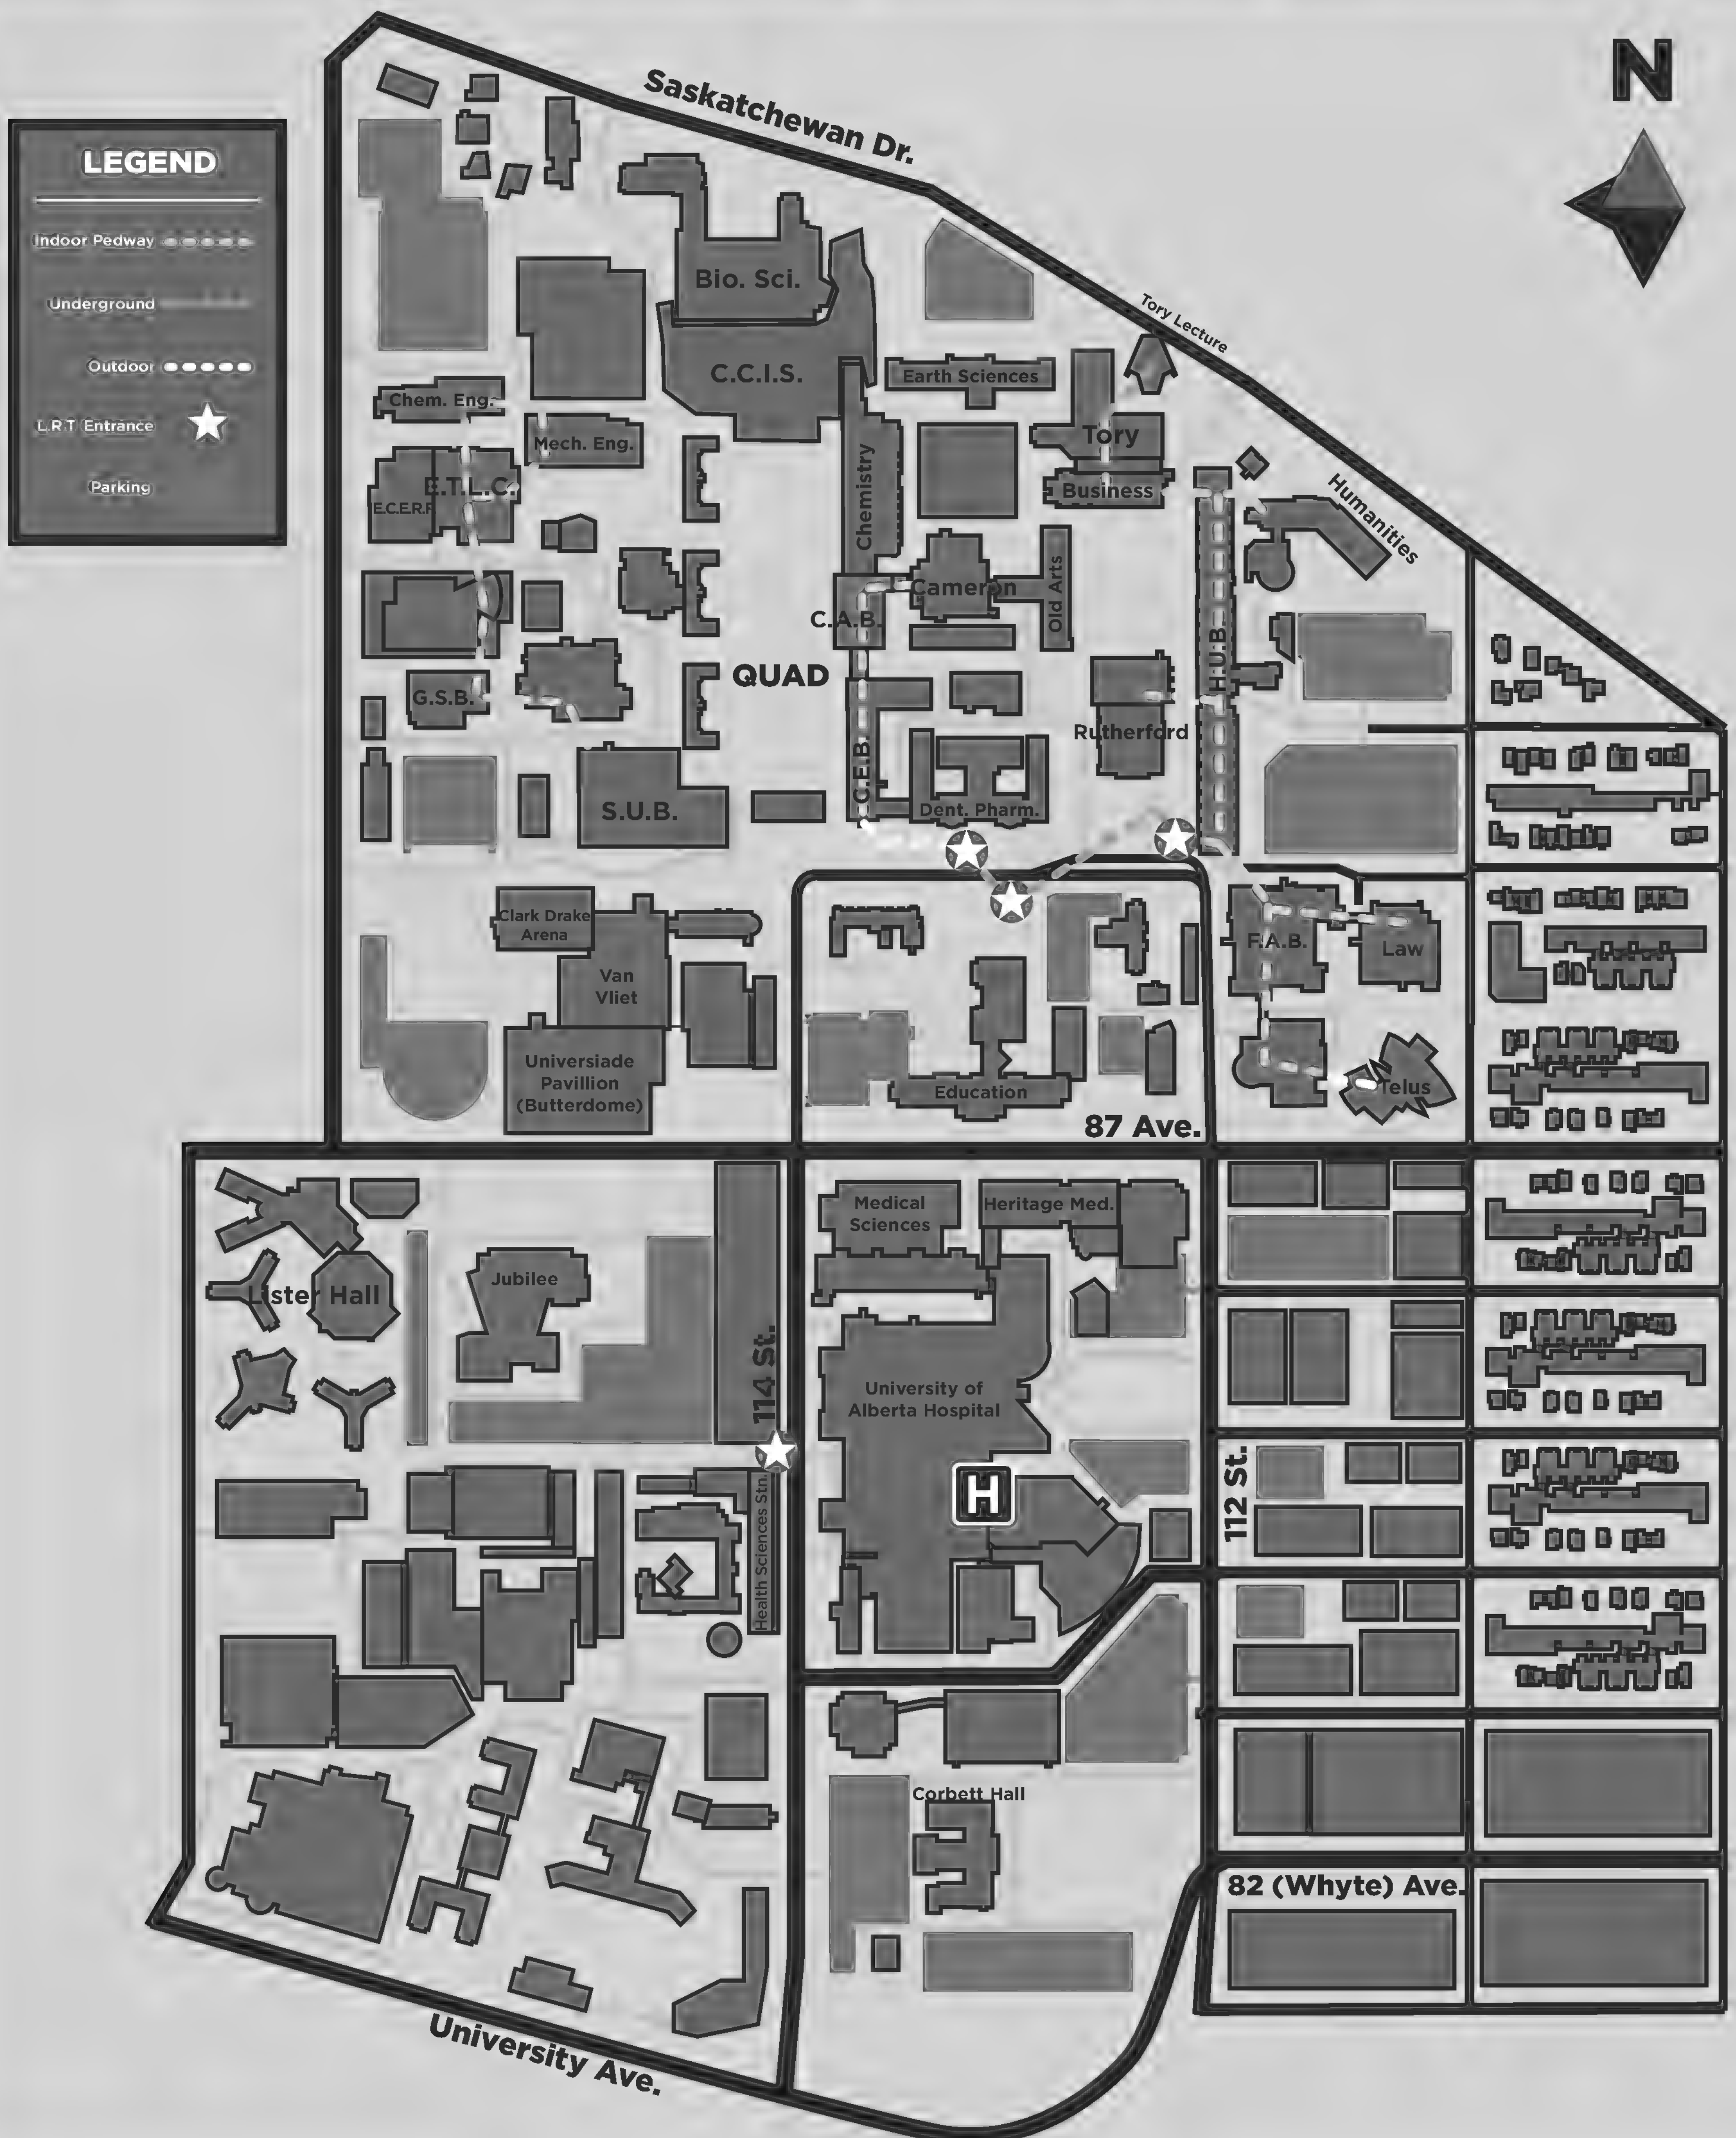 N
Saskatchewan Dr.
LEGEND
Indoor Pedway
Underground
Outdoor
L.R.T Entrance
Parking
Bio. Sci.
Tory Lecture
C.C.I.S.
Earth Sciences
Chem. Eng.
Mech. Eng.
Tory
Business
Humanities
E.T.L.C.
E.C.E.R.F.
Chemistry
Cameron
Old Arts
C.A.B.
H.U.B.
QUAD
G.S.B.
Rutherford
C.E.B.
S.U.B.
Dent. Pharm.
Clark Drake
Arena
F.A.B.
Law
Van
Vliet
Universiade
Pavillion
(Butterdome)
Education
Telus
87 Ave.
Medical
Sciences
Heritage Med.
Lister Hall
Jubilee
114 St.
University of
Alberta Hospital
H
112 St.
Health Sciences Stn.
Corbett Hall
82 (Whyte) Ave.
University Ave.